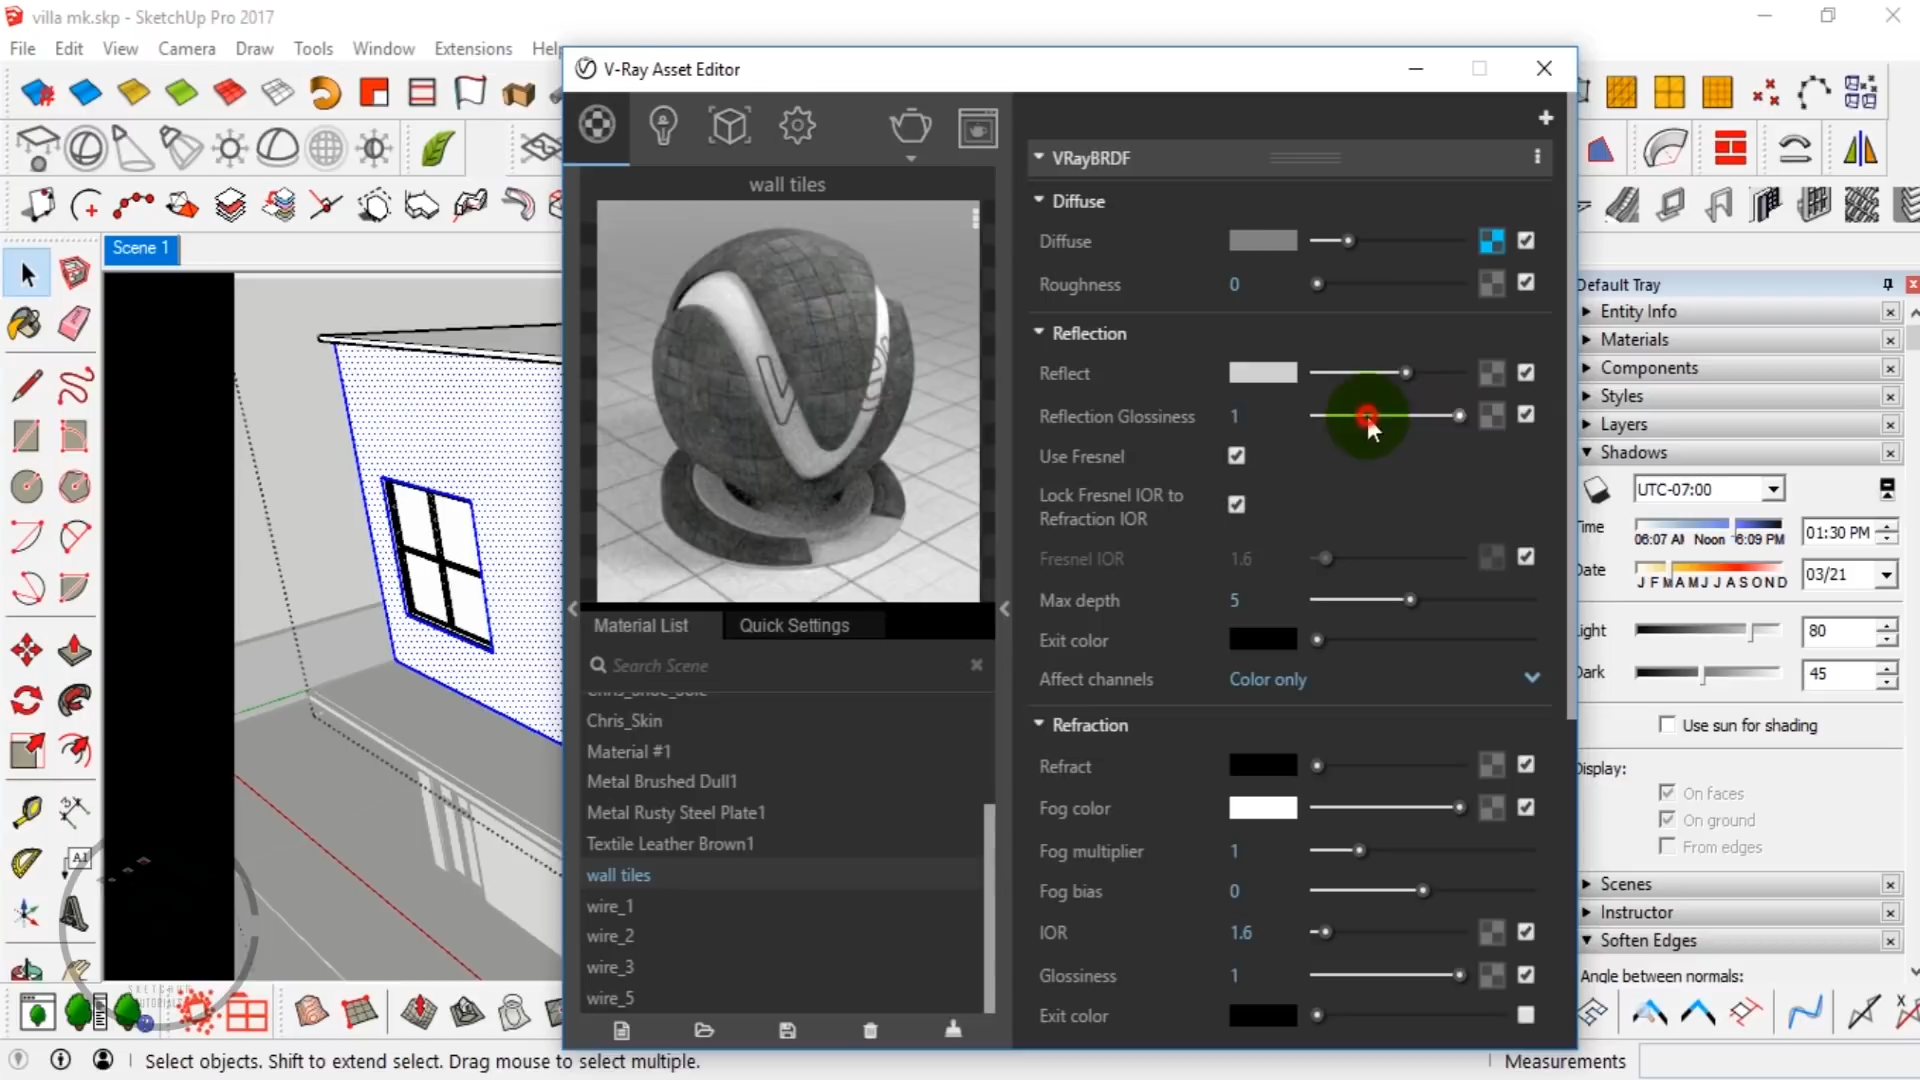 villa mk.skp - SketchUp Pro 2017
File Edit View Camera Draw Tools Window Extensions Help
V-Ray Asset Editor
Scene 1
wall tiles
VRayBRDF
Diffuse
Diffuse
Roughness 0
Reflection
Reflect
Reflection Glossiness 1
Use Fresnel
Lock Fresnel IOR to
Refraction IOR
Fresnel IOR 1.6
Max depth 5
Exit color
Affect channels Color only
Refraction
Refract
Fog color
Fog multiplier 1
Fog bias 0
IOR 1.6
Glossiness 1
Exit color
Material List Quick Settings
Search Scene
Chris_Shoe_Sole
Chris_Skin
Material #1
Metal Brushed Dull1
Metal Rusty Steel Plate1
Textile Leather Brown1
wall tiles
wire_1
wire_2
wire_3
wire_5
Default Tray
Entity Info
Materials
Components
Styles
Layers
Shadows
UTC-07:00
Time 06:07 AM Noon 6:09 PM 01:30 PM
Date J F M A M J J A S O N D 03/21
Light 80
Dark 45
Use sun for shading
Display:
On faces
On ground
From edges
Scenes
Instructor
Soften Edges
Angle between normals:
A1
SKETCHUP
TUTORIALS
Select objects. Shift to extend select. Drag mouse to select multiple.
Measurements